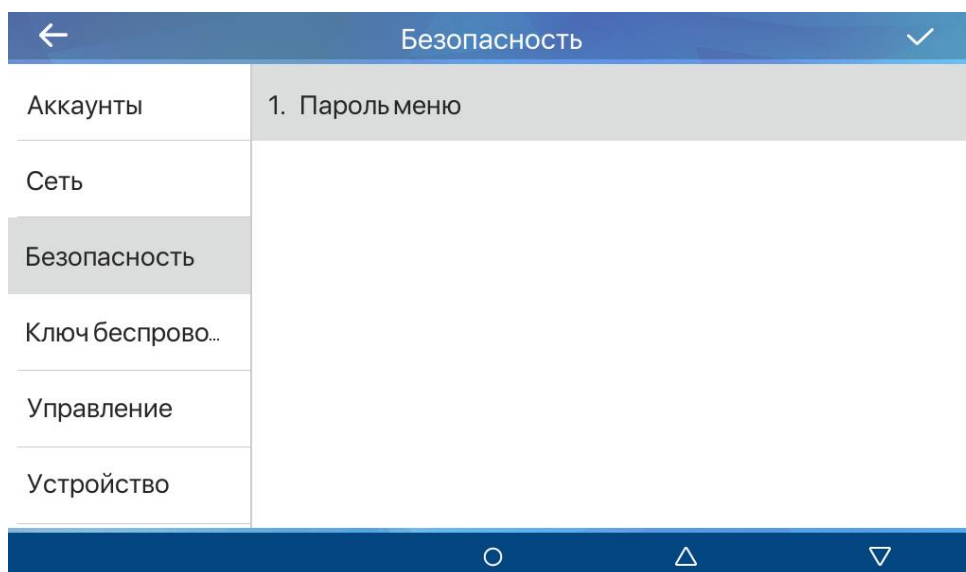 Безопасность
Аккаунты
1. Пароль меню
Сеть
Безопасность
Ключ беспрово...
Управление
Устройство